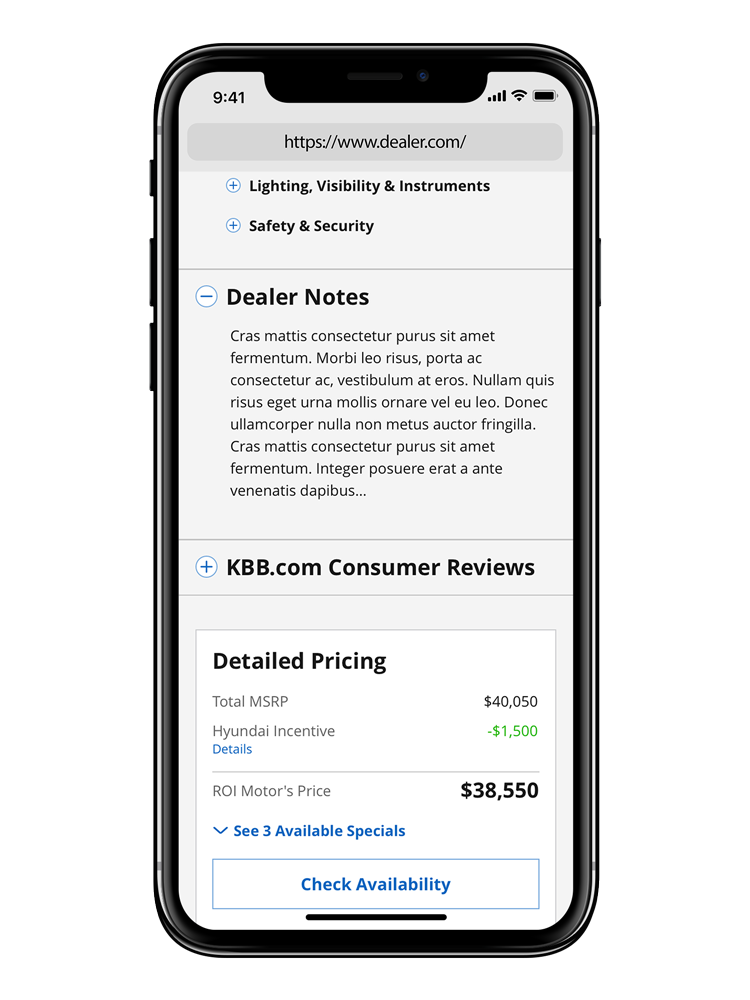 9:41
https://www.dealer.com/
Lighting, Visibility & Instruments
Safety & Security
Dealer Notes
Cras mattis consectetur purus sit amet
fermentum. Morbi leo risus, porta ac
consectetur ac, vestibulum at eros. Nullam quis
risus eget urna mollis ornare vel eu leo. Donec
ullamcorper nulla non metus auctor fringilla.
Cras mattis consectetur purus sit amet
fermentum. Integer posuere erat a ante
venenatis dapibus...
KBB.com Consumer Reviews
Detailed Pricing
Total MSRP $40,050
Hyundai Incentive -$1,500
Details
ROI Motor's Price $38,550
See 3 Available Specials
Check Availability